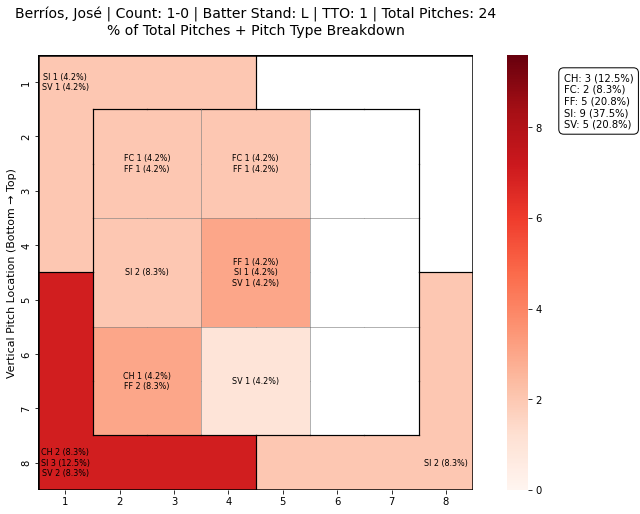 Berríos, José | Count: 1-0 | Batter Stand: L | TTO: 1 | Total Pitches: 24
% of Total Pitches + Pitch Type Breakdown
SI 1 (4.2%)
SV 1 (4.2%)
FC 1 (4.2%)
FF 1 (4.2%)
FC 1 (4.2%)
FF 1 (4.2%)
SI 2 (8.3%)
FF 1 (4.2%)
SI 1 (4.2%)
SV 1 (4.2%)
CH 1 (4.2%)
FF 2 (8.3%)
SV 1 (4.2%)
CH 2 (8.3%)
SI 3 (12.5%)
SV 2 (8.3%)
SI 2 (8.3%)
Vertical Pitch Location (Bottom → Top)
1
2
3
4
5
6
7
8
1 2 3 4 5 6 7 8
8
6
4
2
0
CH: 3 (12.5%)
FC: 2 (8.3%)
FF: 5 (20.8%)
SI: 9 (37.5%)
SV: 5 (20.8%)